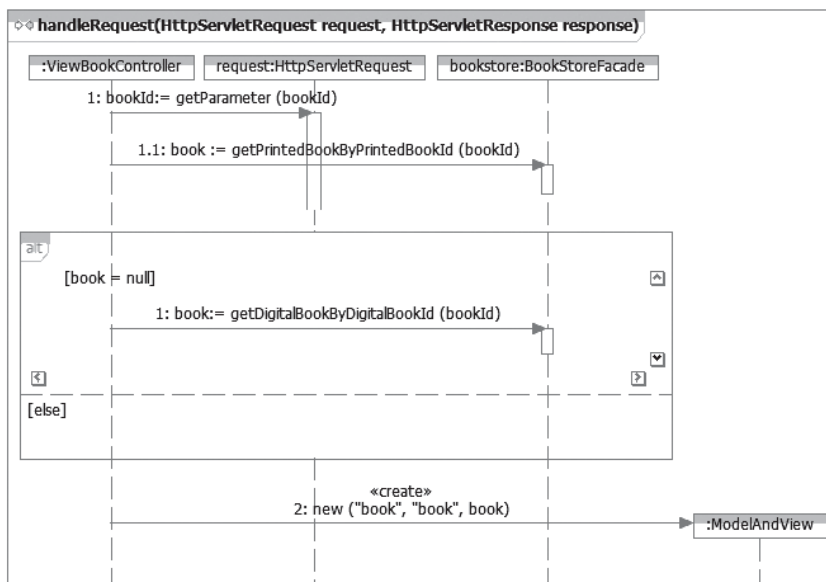 handleRequest(HttpServletRequest request, HttpServletResponse response)
:ViewBookController request:HttpServletRequest bookstore:BookStoreFacade
1: bookId:= getParameter (bookId)
1.1: book := getPrintedBookByPrintedBookId (bookId)
alt
[book = null]
1: book:= getDigitalBookByDigitalBookId (bookId)
[else]
«create»
2: new ("book", "book", book)
:ModelAndView